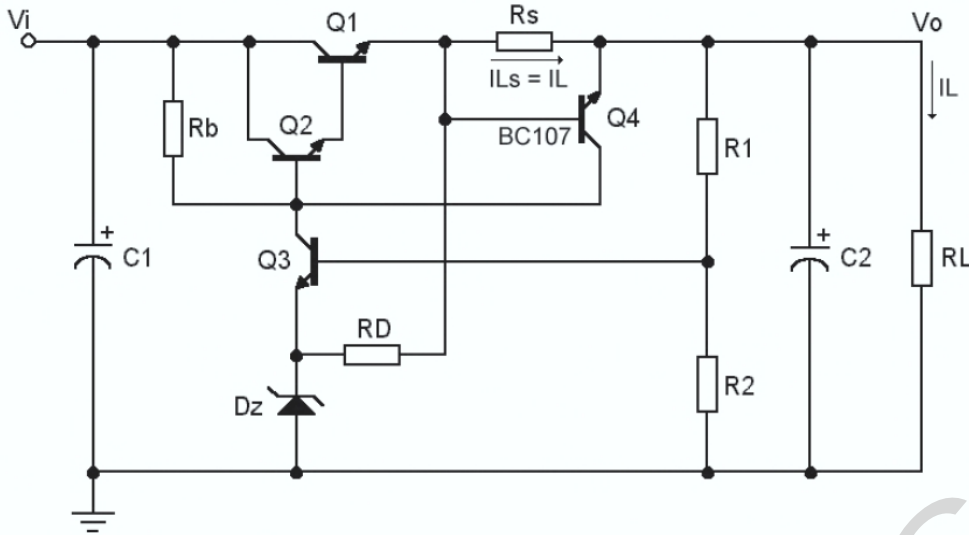 Vi
Q1
Rs
Vo
ILs = IL
IL
Rb
Q2
BC107
Q4
R1
+
C1
Q3
+
C2
RL
RD
R2
Dz